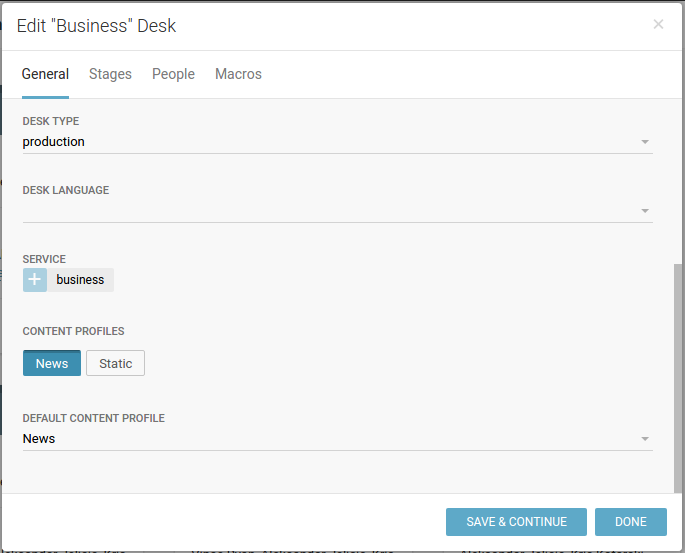 Edit "Business" Desk
×
General Stages People Macros
DESK TYPE
production
DESK LANGUAGE
SERVICE
+ business
CONTENT PROFILES
News Static
DEFAULT CONTENT PROFILE
News
SAVE & CONTINUE DONE